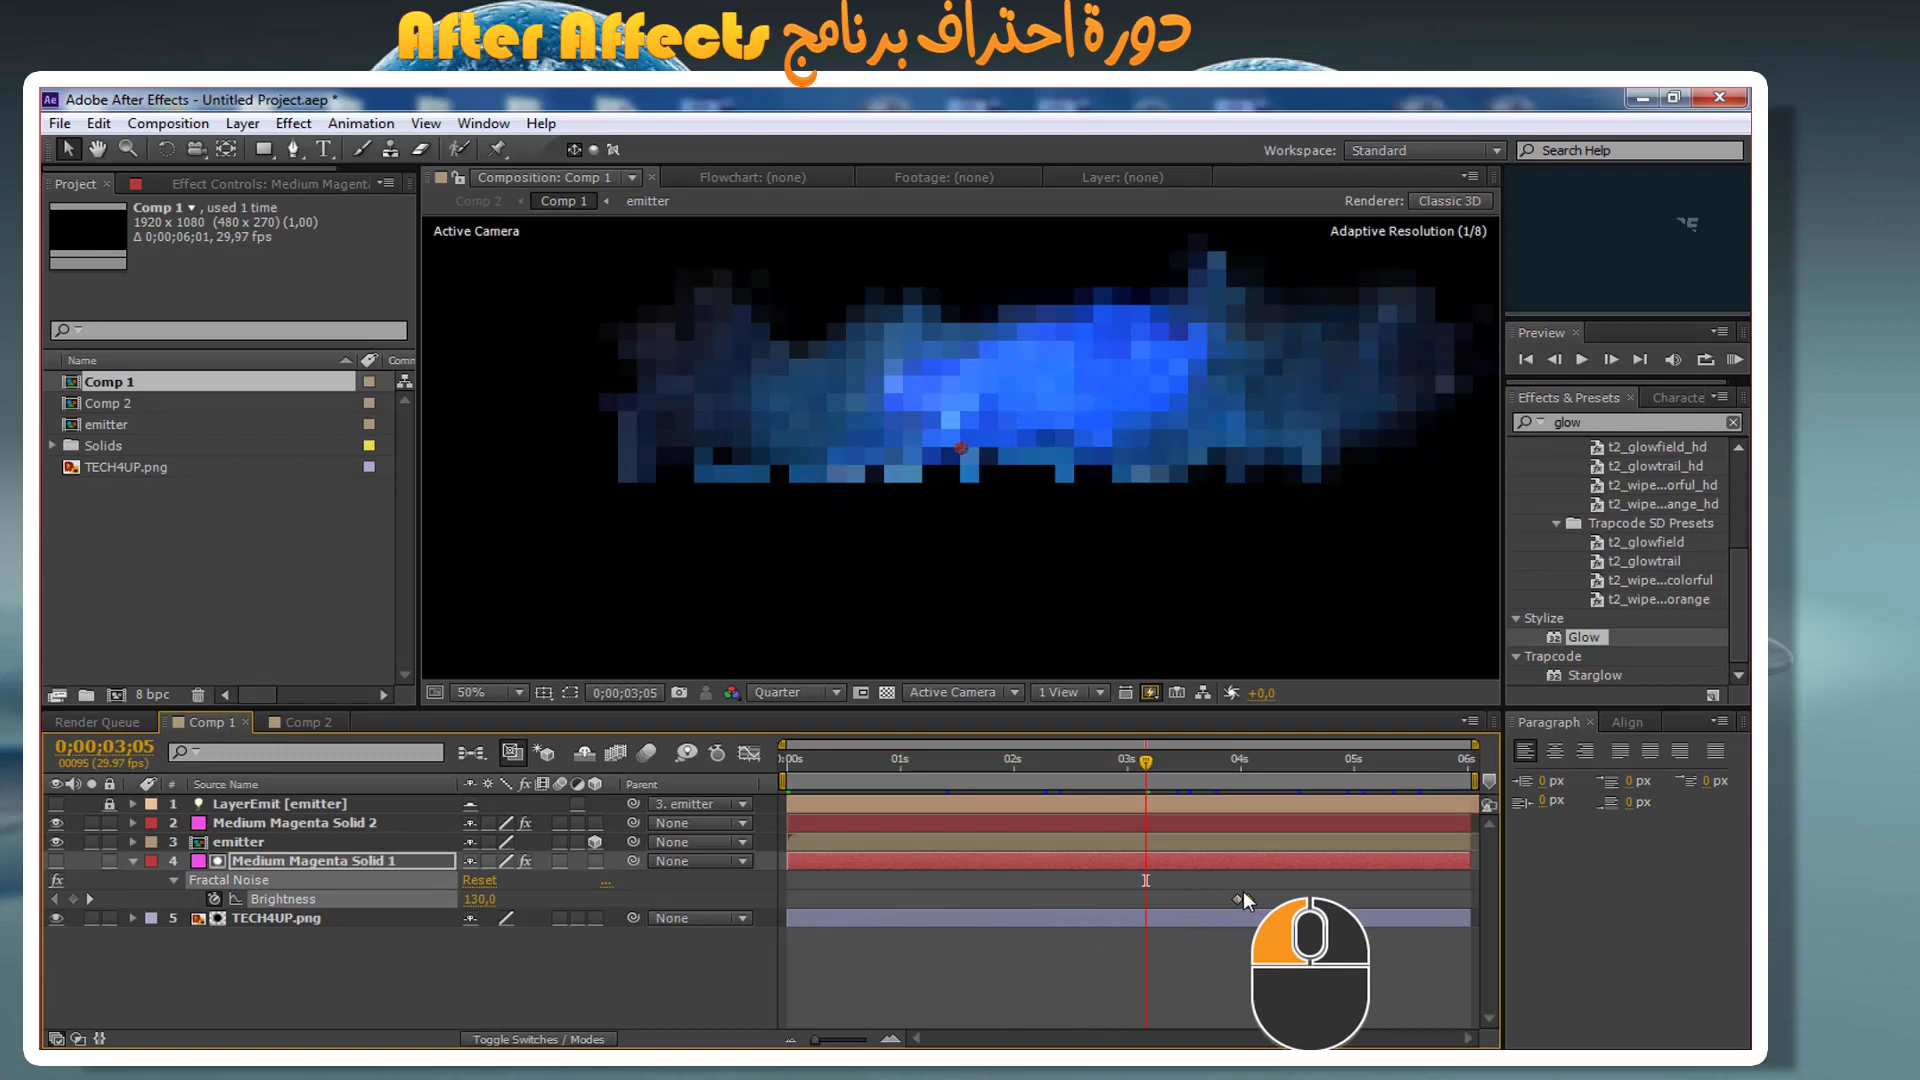 After Affects دورة احتراف برنامج
Adobe After Effects - Untitled Project.aep *
File Edit Composition Layer Effect Animation View Window Help
Workspace: Standard
Search Help
Project
Effect Controls: Medium Magent
Comp 1 , used 1 time
1920 x 1080 (480 x 270) (1,00)
Δ 0;00;06;01, 29,97 fps
Name
Comm
Comp 1
Comp 2
emitter
Solids
TECH4UP.png
8 bpc
Composition: Comp 1
Flowchart: (none)
Footage: (none)
Layer: (none)
Comp 2
Comp 1
emitter
Renderer: Classic 3D
Active Camera
Adaptive Resolution (1/8)
50%
0;00;03;05
Quarter
Active Camera
1 View
+0,0
Preview
Effects & Presets
Characte
glow
t2_glowfield_hd
t2_glowtrail_hd
t2_wipe...orful_hd
t2_wipe...ange_hd
Trapcode SD Presets
t2_glowfield
t2_glowtrail
t2_wipe...colorful
t2_wipe...orange
Stylize
Glow
Trapcode
Starglow
Render Queue
Comp 1
Comp 2
0;00;03;05
00095 (29.97 fps)
# Source Name
Parent
1 LayerEmit [emitter]
3. emitter
2 Medium Magenta Solid 2
None
3 emitter
None
4 Medium Magenta Solid 1
None
Fractal Noise
Reset
...
Brightness
130,0
5 TECH4UP.png
None
):00s 01s 02s 03s 04s 05s 06s
Toggle Switches / Modes
Paragraph
Align
0 px 0 px 0 px
0 px 0 px